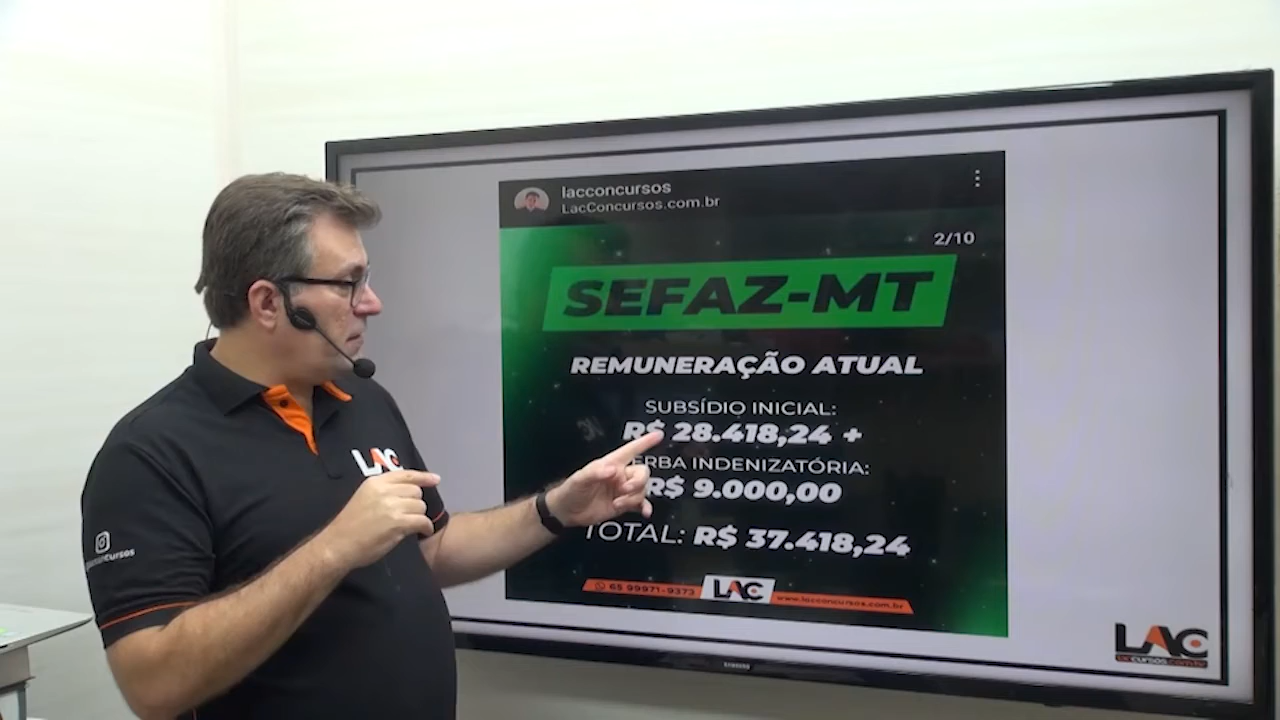 lacconcursos
LacConcursos.com.br
2/10
SEFAZ-MT
REMUNERAÇÃO ATUAL
SUBSÍDIO INICIAL:
R$ 28.418,24 +
ERBA INDENIZATÓRIA:
R$ 9.000,00
TOTAL: R$ 37.418,24
65 99971-9373
LAC
www.lacconcursos.com.br
LAC
LAC
SAMSUNG